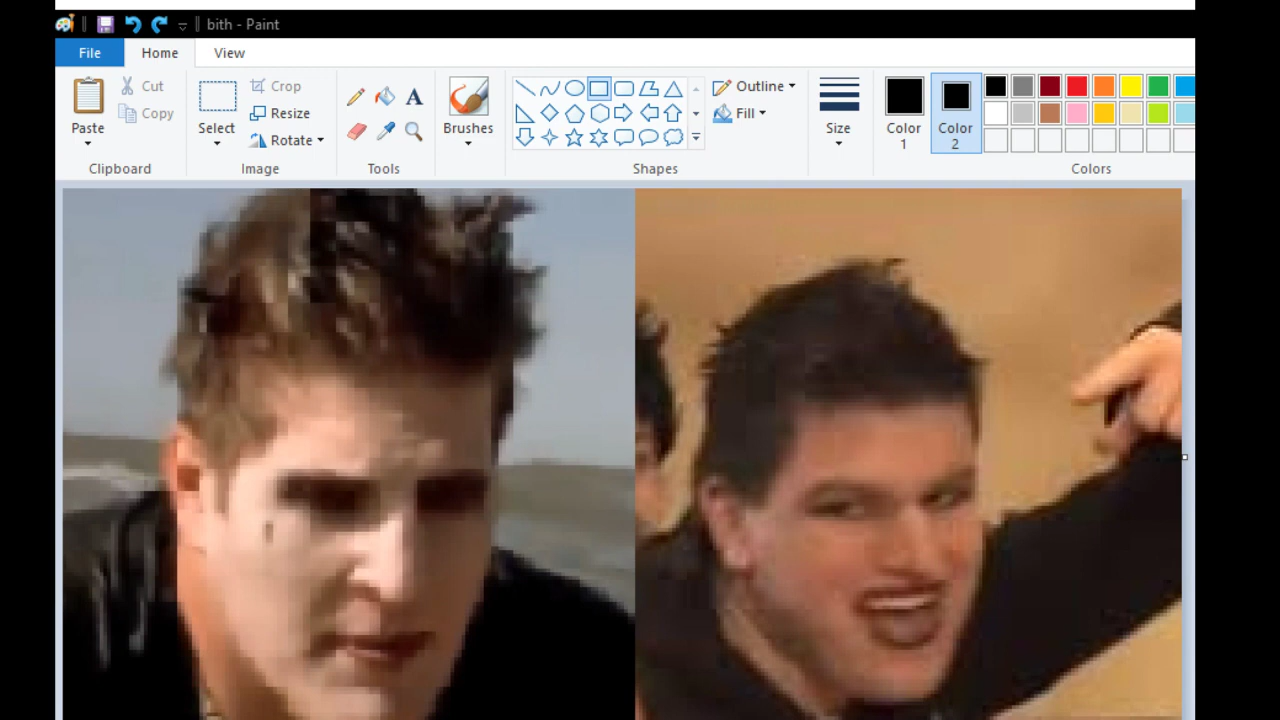 bith - Paint
File Home View
Paste Cut Copy Select Crop Resize Rotate Brushes Outline Fill Size Color 1 Color 2
Clipboard Image Tools Shapes Colors